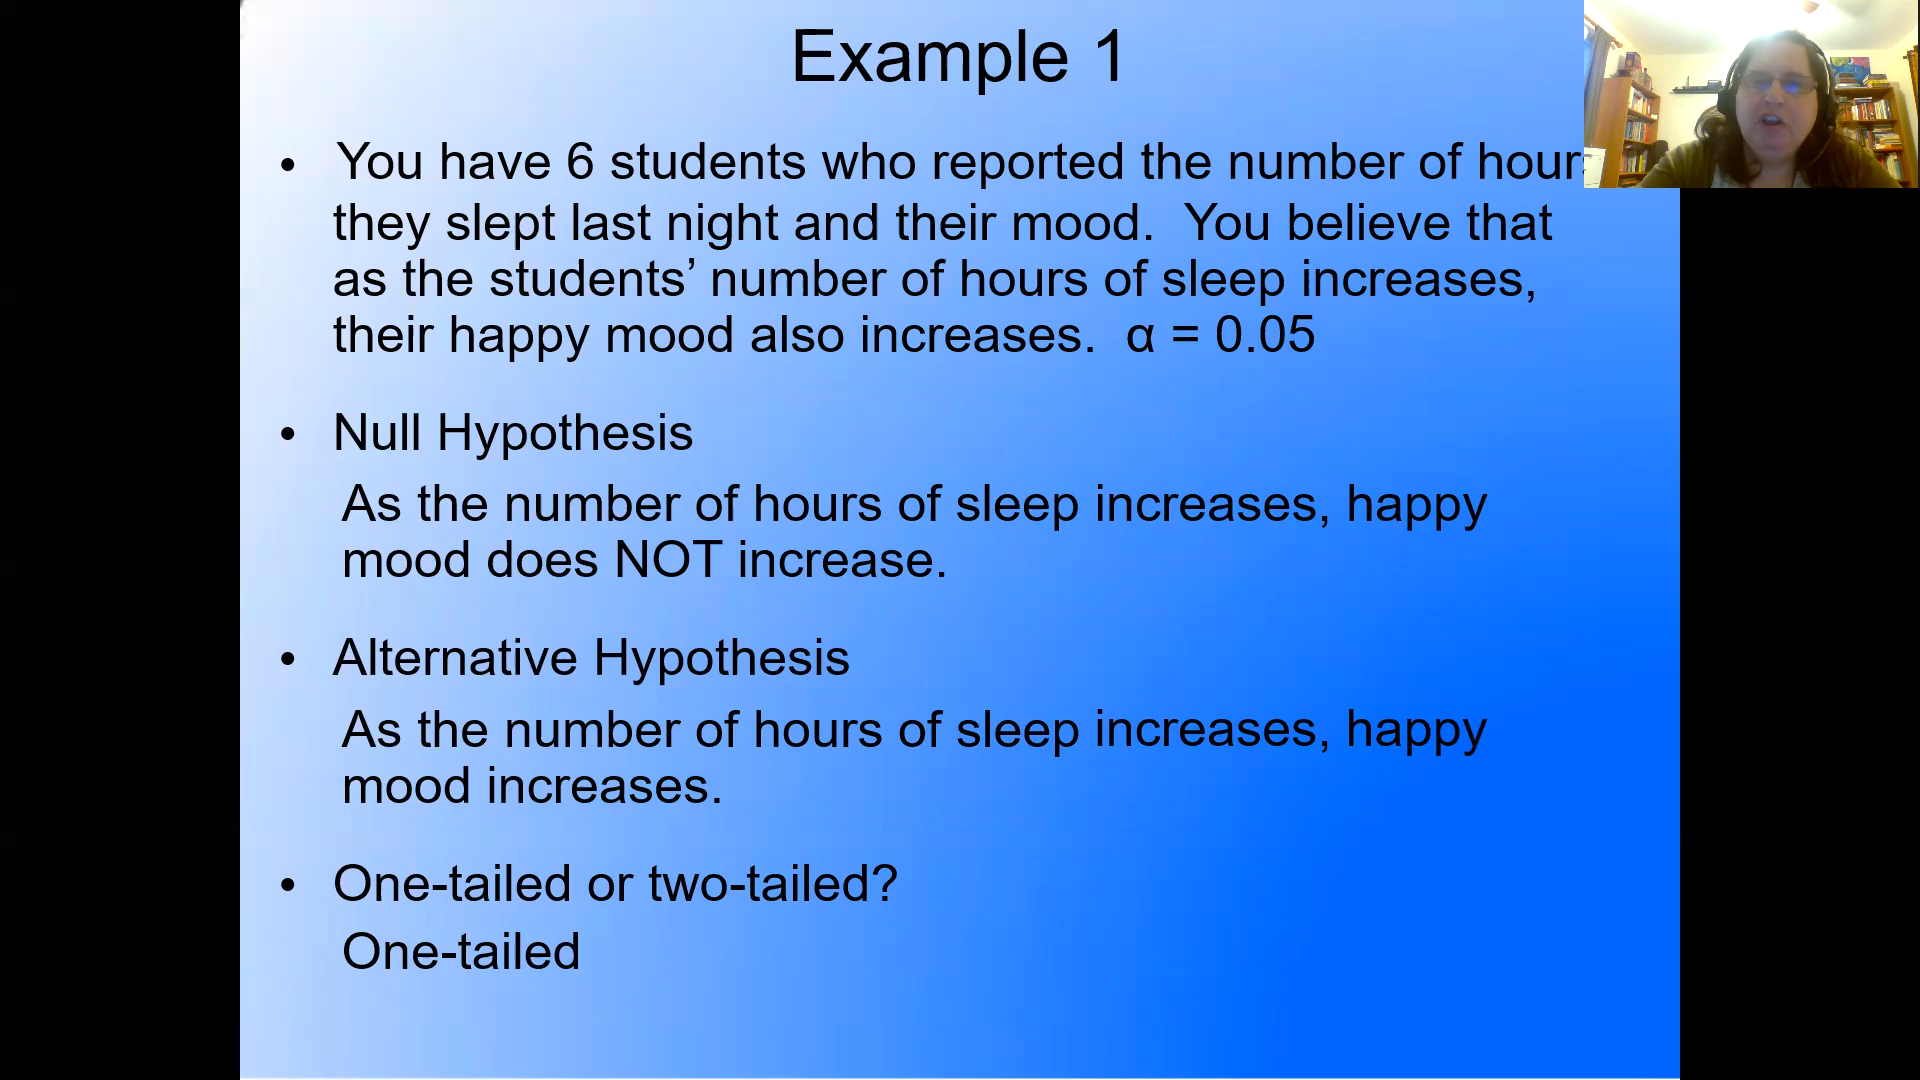 Example 1
• You have 6 students who reported the number of hour
they slept last night and their mood. You believe that
as the students’ number of hours of sleep increases,
their happy mood also increases. α = 0.05
• Null Hypothesis
As the number of hours of sleep increases, happy
mood does NOT increase.
• Alternative Hypothesis
As the number of hours of sleep increases, happy
mood increases.
• One-tailed or two-tailed?
One-tailed